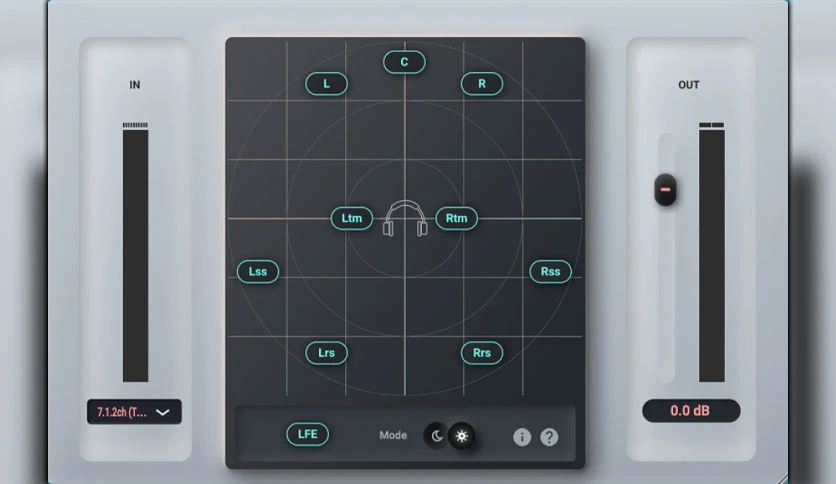 IN
OUT
C
L
R
Ltm
Rtm
Lss
Rss
Lrs
Rrs
7.1.2ch (T...
LFE
Mode
i
?
0.0 dB